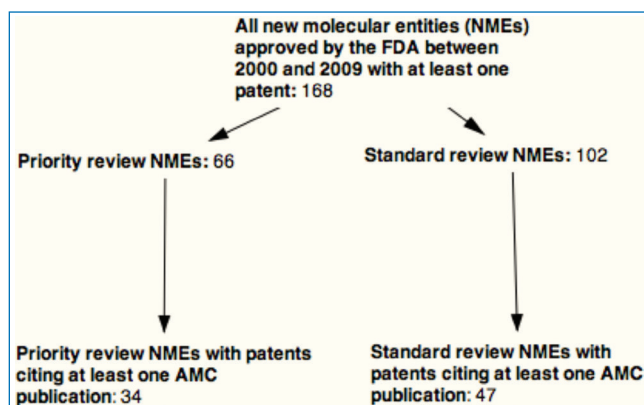 All new molecular entities (NMEs)
approved by the FDA between
2000 and 2009 with at least one
patent: 168
Priority review NMEs: 66
Standard review NMEs: 102
Priority review NMEs with patents
citing at least one AMC
publication: 34
Standard review NMEs with
patents citing at least one AMC
publication: 47